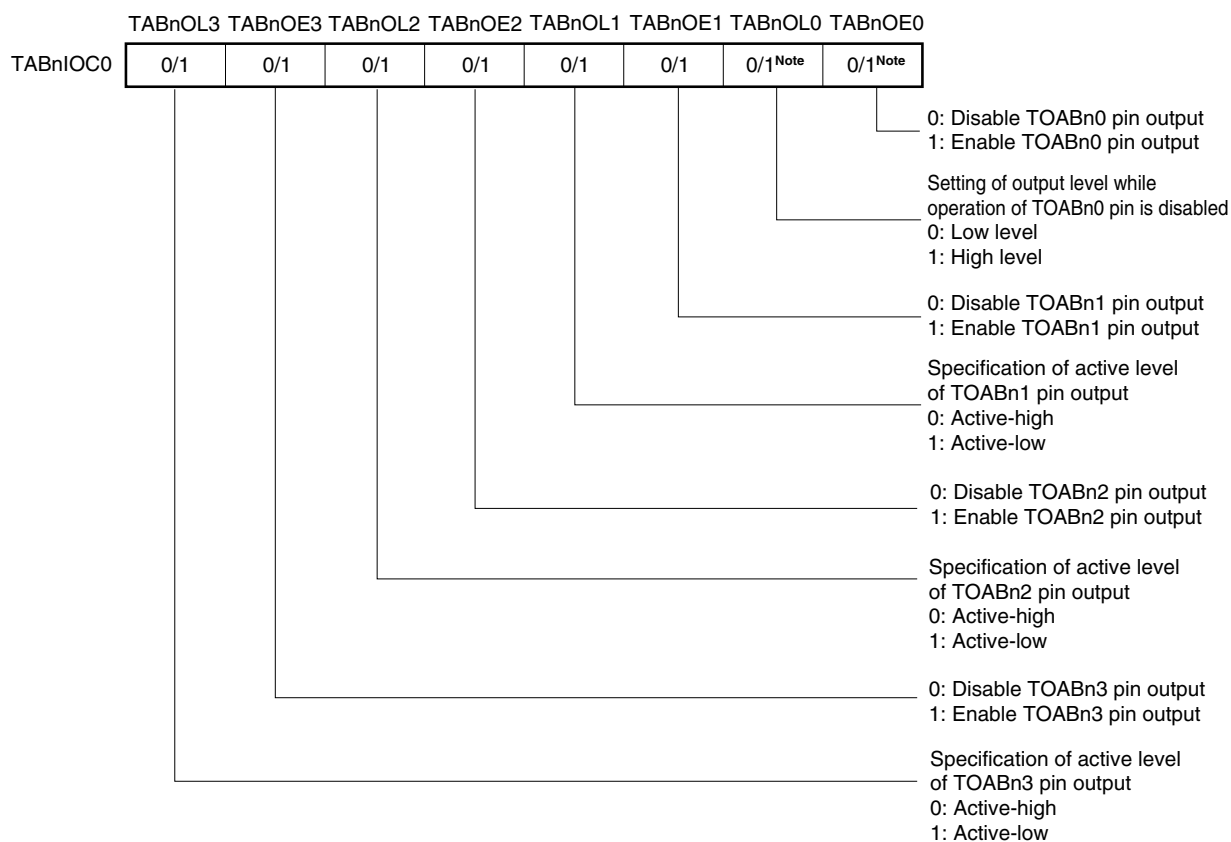 TABnOL3 TABnOE3 TABnOL2 TABnOE2 TABnOL1 TABnOE1 TABnOL0 TABnOE0
TABnIOC0 0/1 0/1 0/1 0/1 0/1 0/1 0/1Note 0/1Note
0: Disable TOABn0 pin output
1: Enable TOABn0 pin output
Setting of output level while
operation of TOABn0 pin is disabled
0: Low level
1: High level
0: Disable TOABn1 pin output
1: Enable TOABn1 pin output
Specification of active level
of TOABn1 pin output
0: Active-high
1: Active-low
0: Disable TOABn2 pin output
1: Enable TOABn2 pin output
Specification of active level
of TOABn2 pin output
0: Active-high
1: Active-low
0: Disable TOABn3 pin output
1: Enable TOABn3 pin output
Specification of active level
of TOABn3 pin output
0: Active-high
1: Active-low